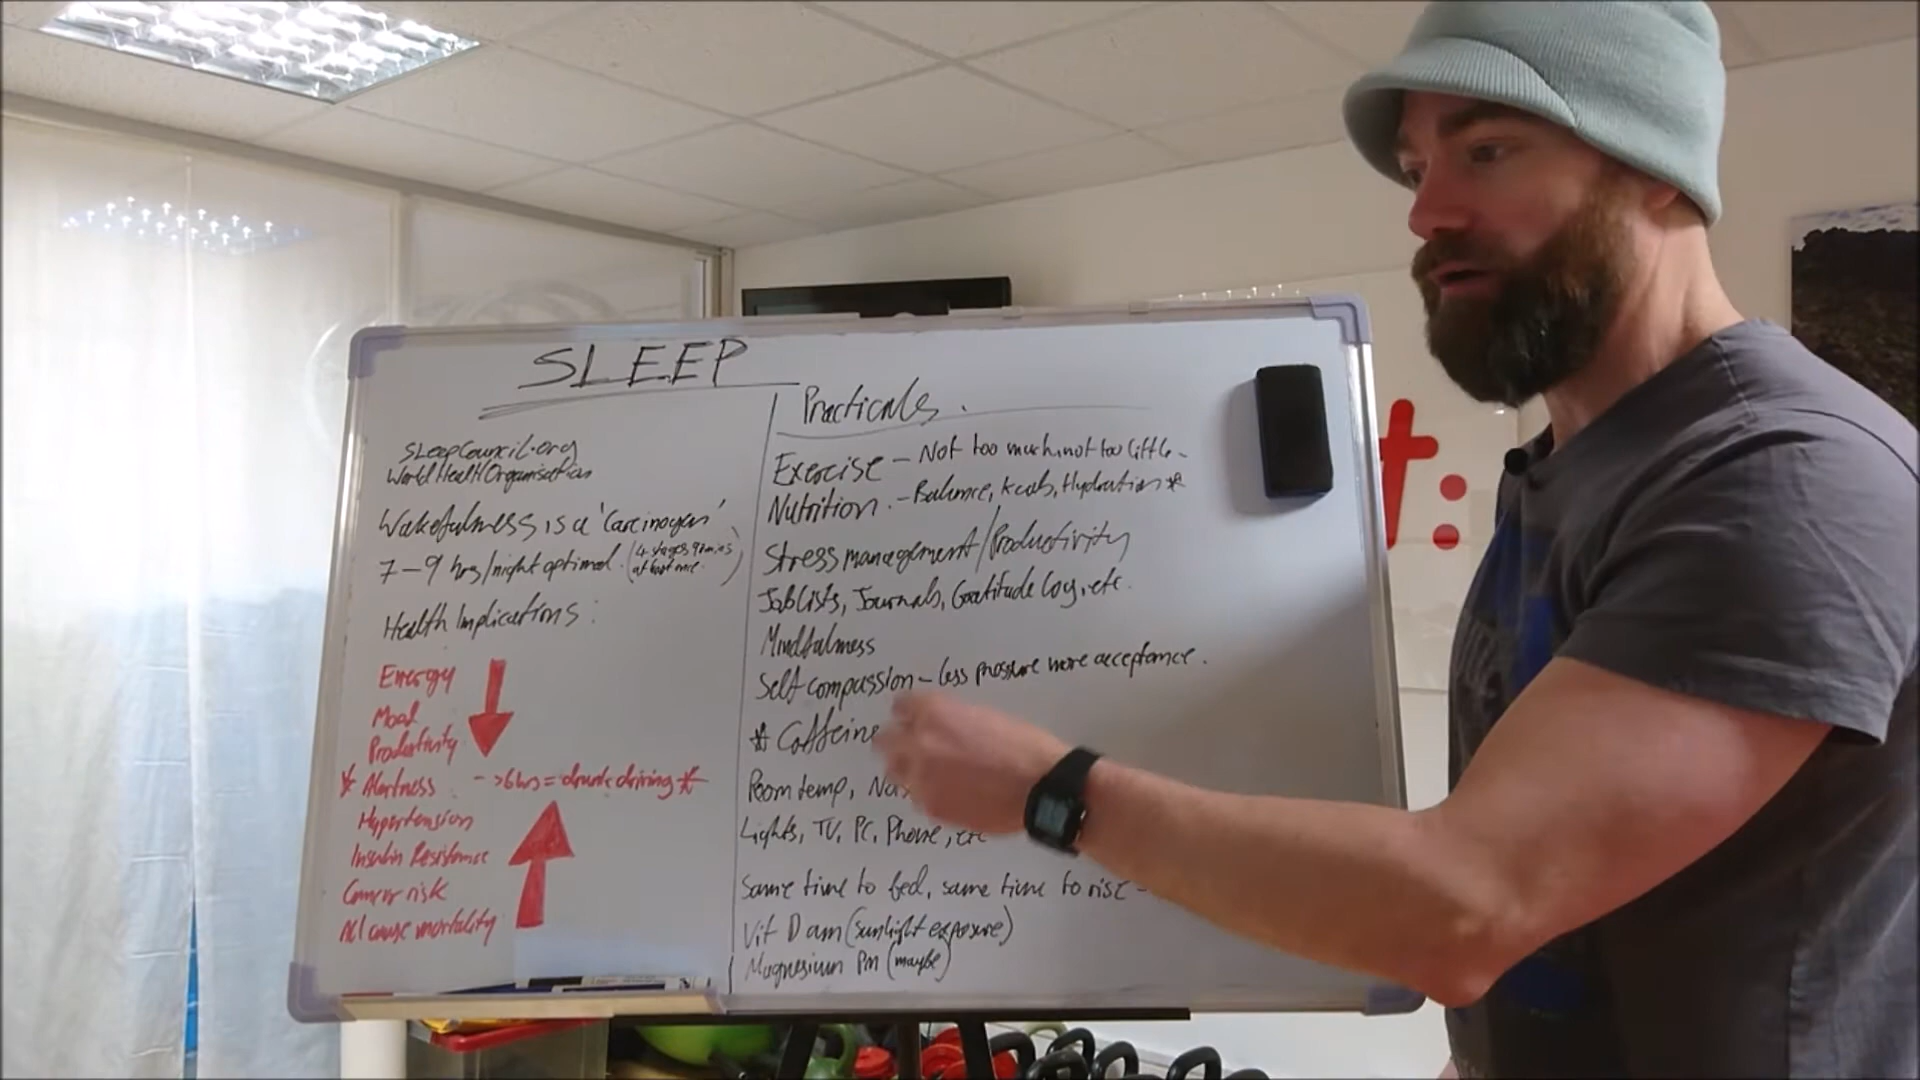 SLEEP
SleepCouncil.org
World Health Organisation
Wakefulness is a 'Carcinogen'
7-9 hrs/night optimal. (4 stages, 90mins
at least once.)
Health Implications:
Energy
Mood
Productivity
* Alertness - >6hrs = drunk driving *
Hypertension
Insulin Resistance
Cancer risk
All cause mortality
Practicals.
Exercise - Not too much, not too little.
Nutrition. - Balance, kcals, Hydration *
Stress management/Productivity
Job Lists, Journals, Gratitude Log, etc.
Mindfulness
Self compassion - less pressure more acceptance.
* Caffeine
Room temp,
Lights, TV, PC, Phone, etc
Same time to bed, same time to rise -
Vit D am (sunlight exposure)
Magnesium Pm (maybe)
t: